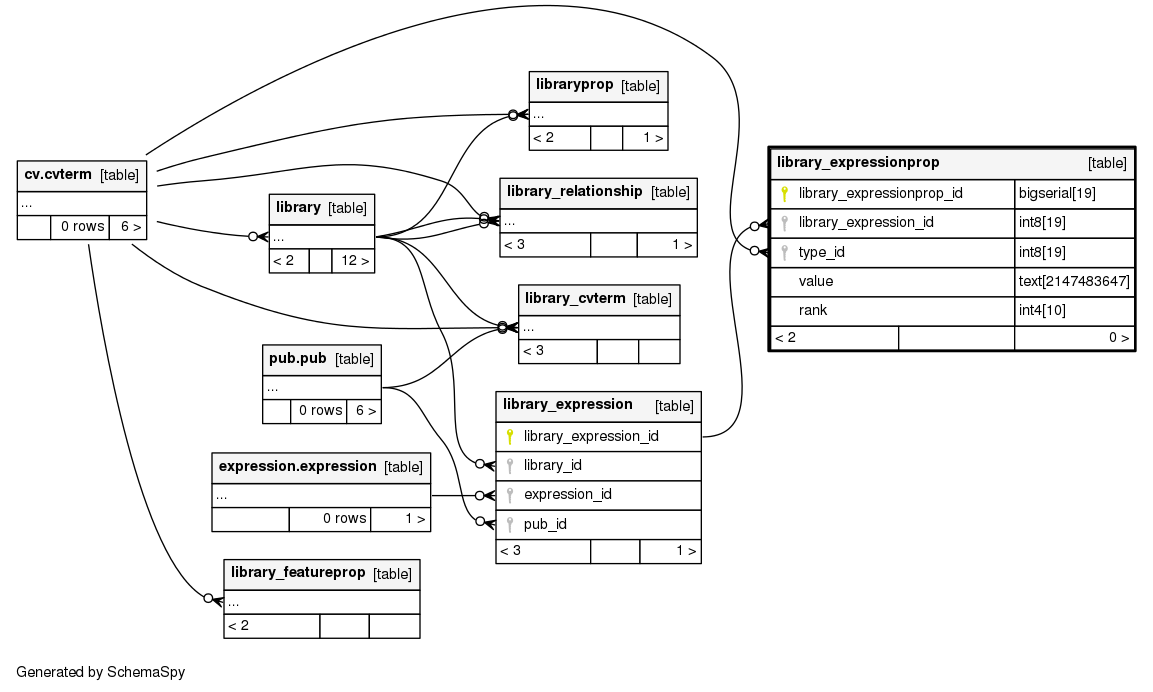 libraryprop [table]
...
< 2 1 >
cv.cvterm [table]
...
0 rows 6 >
library [table]
...
< 2 12 >
library_relationship [table]
...
< 3 1 >
library_expressionprop [table]
library_expressionprop_id bigserial[19]
library_expression_id int8[19]
type_id int8[19]
value text[2147483647]
rank int4[10]
< 2 0 >
library_cvterm [table]
...
< 3
pub.pub [table]
...
0 rows 6 >
library_expression [table]
library_expression_id
library_id
expression_id
pub_id
< 3 1 >
expression.expression [table]
...
0 rows 1 >
library_featureprop [table]
...
< 2
Generated by SchemaSpy